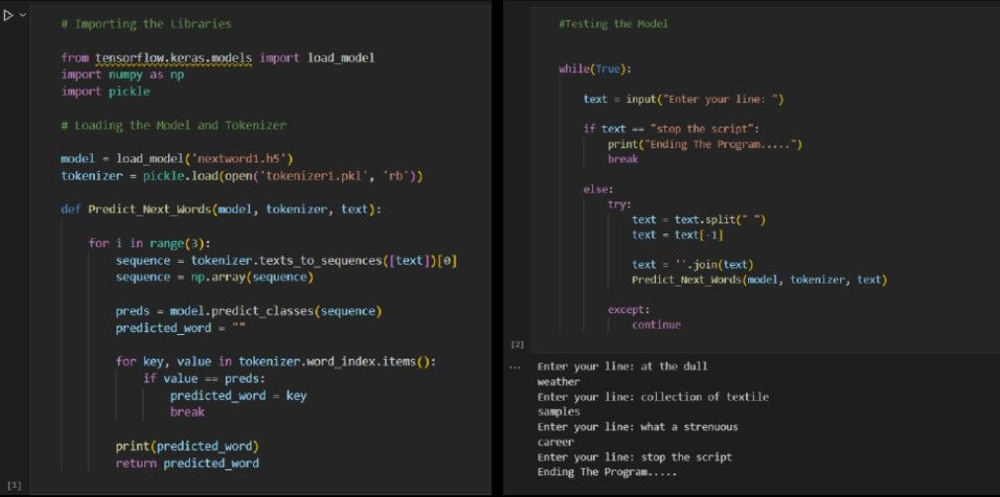 # Importing the Libraries
from tensorflow.keras.models import load_model
import numpy as np
import pickle
# Loading the Model and Tokenizer
model = load_model('nextword1.h5')
tokenizer = pickle.load(open('tokenizer1.pkl', 'rb'))
def Predict_Next_Words(model, tokenizer, text):
for i in range(3):
sequence = tokenizer.texts_to_sequences([text])[0]
sequence = np.array(sequence)
preds = model.predict_classes(sequence)
predicted_word = ""
for key, value in tokenizer.word_index.items():
if value == preds:
predicted_word = key
break
print(predicted_word)
return predicted_word
[1]
#Testing the Model
while(True):
text = input("Enter your line: ")
if text == "stop the script":
print("Ending The Program.....")
break
else:
try:
text = text.split(" ")
text = text[-1]
text = ''.join(text)
Predict_Next_Words(model, tokenizer, text)
except:
continue
[2]
... Enter your line: at the dull
weather
Enter your line: collection of textile
samples
Enter your line: what a strenuous
career
Enter your line: stop the script
Ending The Program.....